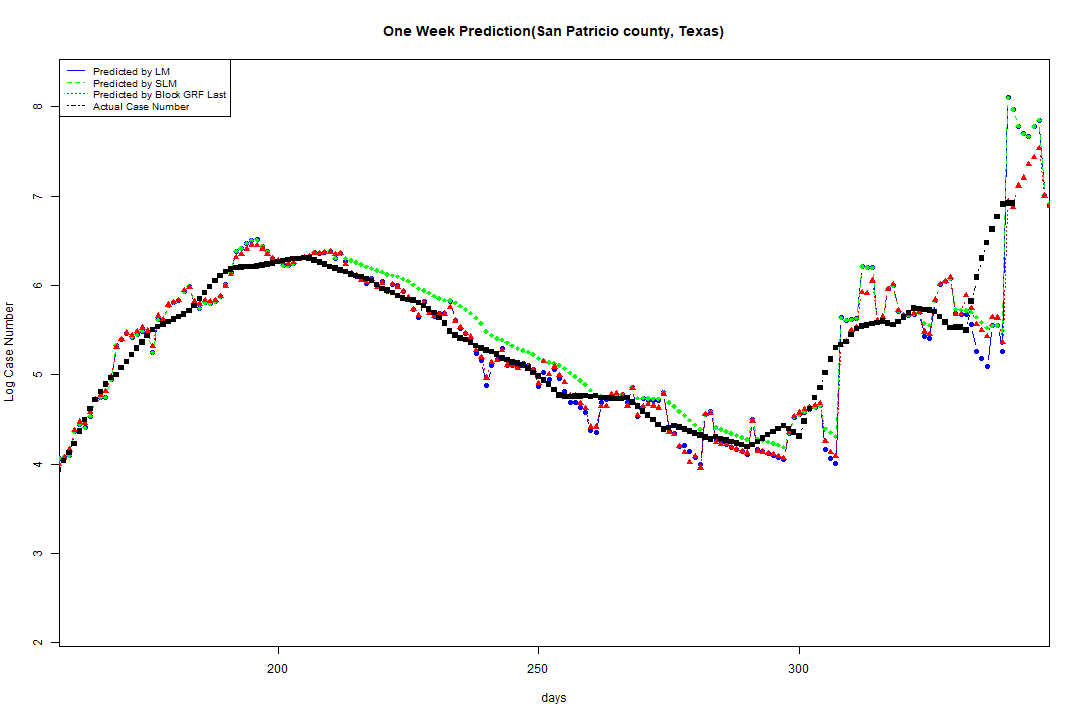 One Week Prediction(San Patricio county, Texas)
Predicted by LM
Predicted by SLM
Predicted by Block GRF Last
Actual Case Number
8
7
6
5
4
3
2
Log Case Number
200 250 300
days